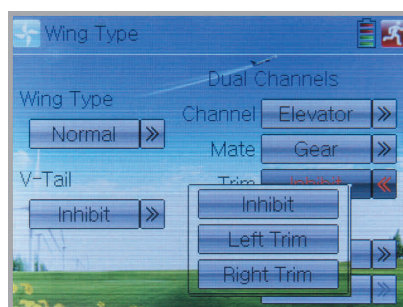 Wing Type
Dual Channels
Wing Type
Channel Elevator
Normal
Mate Gear
V-Tail
Trim Inhibit
Inhibit
Inhibit
Left Trim
Right Trim